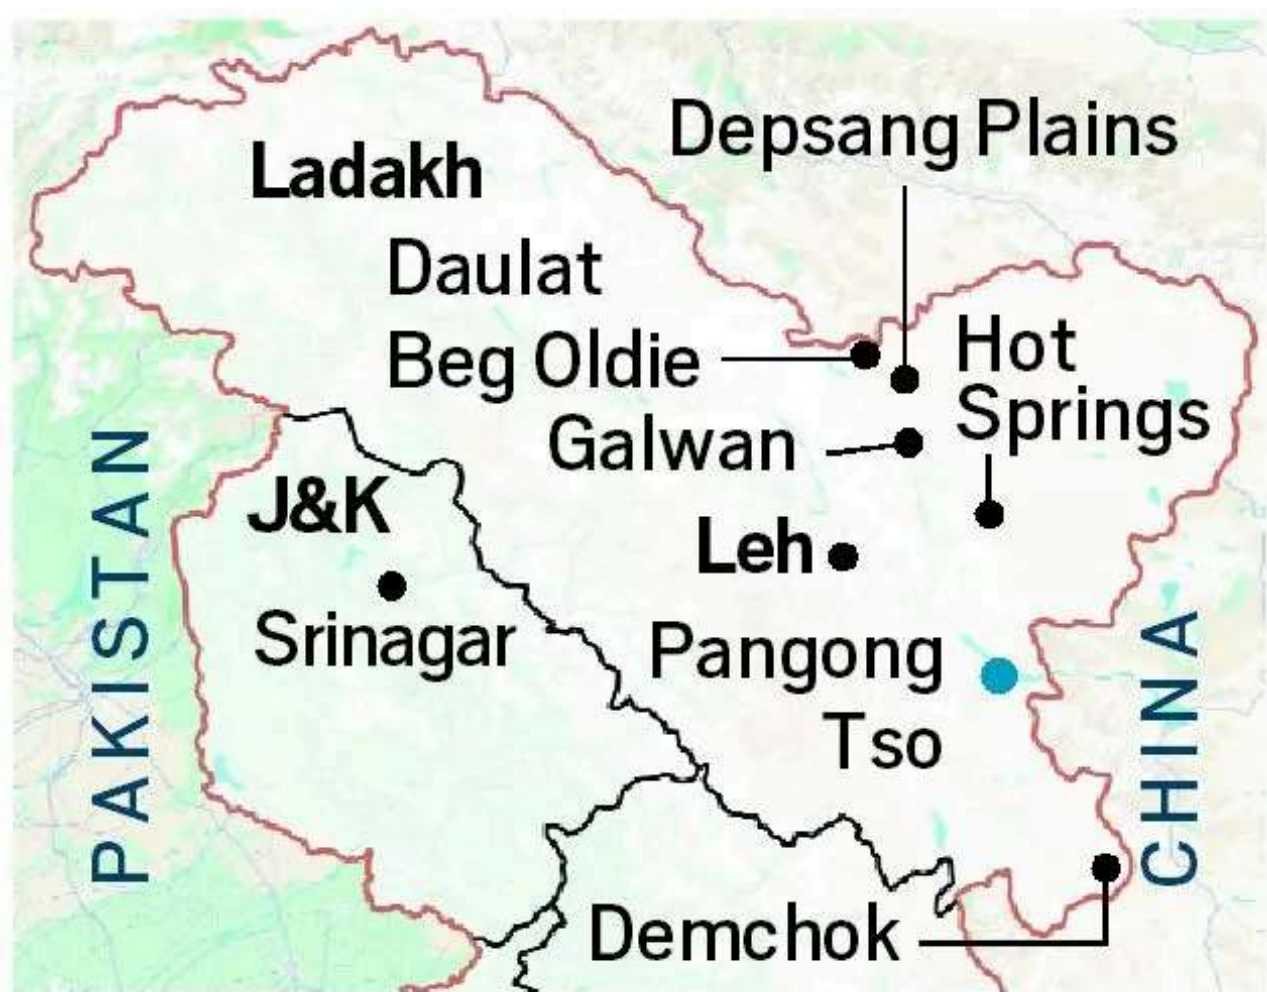 Depsang Plains
Ladakh
Daulat
Beg Oldie
Hot
Springs
Galwan
J&K
Leh
Srinagar
Pangong
Tso
Demchok
PAKISTAN
CHINA